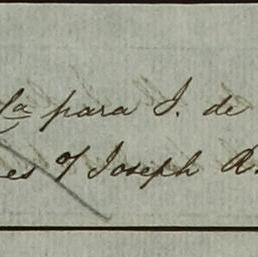 la para J. de
es of Joseph A.